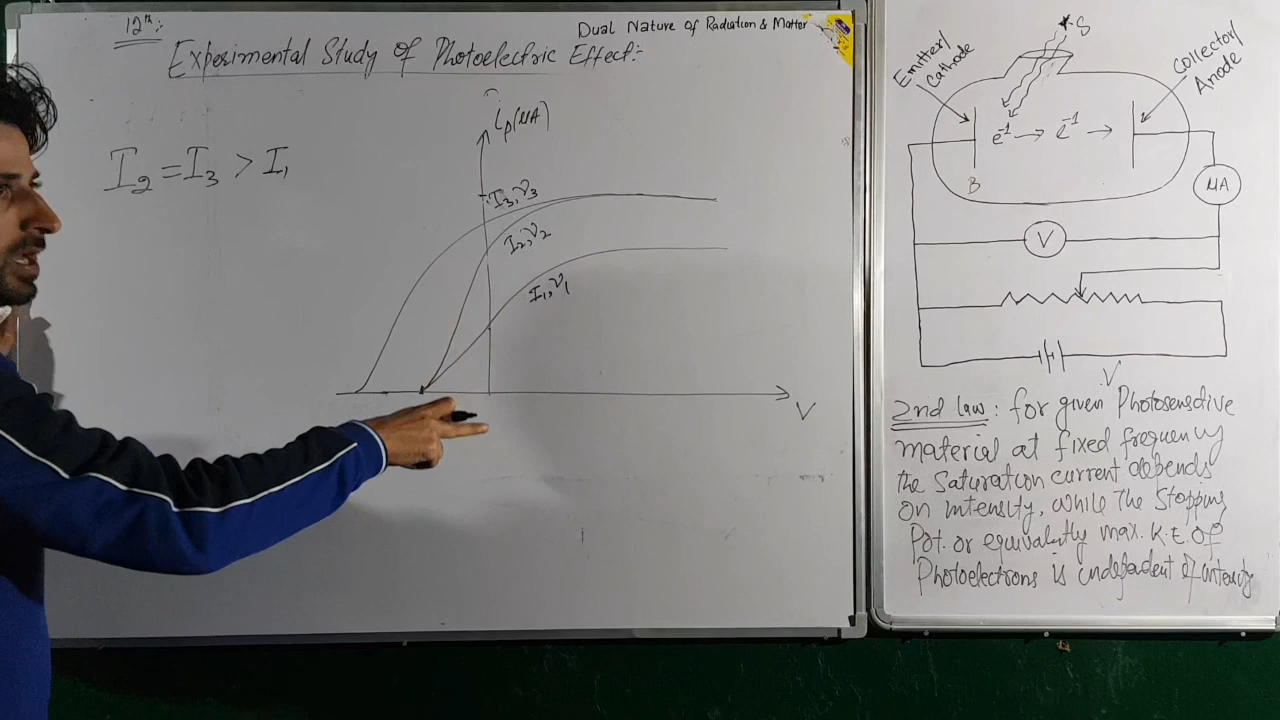 12th:
Dual Nature of Radiation & Matter
Experimental Study of Photoelectric Effect:-
ip(μA)
I2 = I3 > I1
I3,ν3
I2,ν2
I1,ν1
V
S
Emitter/
Cathode
Collector/
Anode
e-1 → e-1 →
B
μA
V
V
2nd law: for given Photosensitive
material at fixed frequency
the Saturation current depends
on intensity, while the Stopping
Pot. or equivalently max. K.E. of
Photoelectrons is independent of intensity